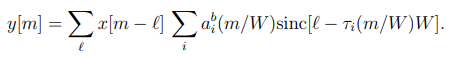 y[m] = ∑_ℓ x[m − ℓ] ∑_i a_i^b(m/W)sinc[ℓ − τ_i(m/W)W].